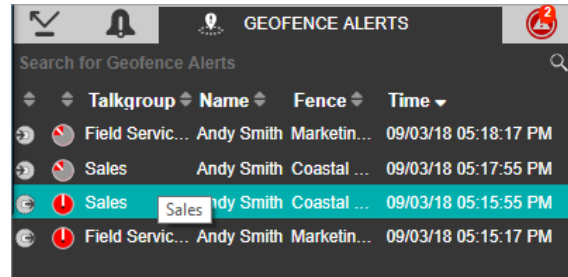 GEOFENCE ALERTS 2
Search for Geofence Alerts
Talkgroup Name Fence Time
Field Servic... Andy Smith Marketin... 09/03/18 05:18:17 PM
Sales Andy Smith Coastal ... 09/03/18 05:17:55 PM
Sales Andy Smith Coastal ... 09/03/18 05:15:55 PM
Sales
Field Servic... Andy Smith Marketin... 09/03/18 05:15:17 PM